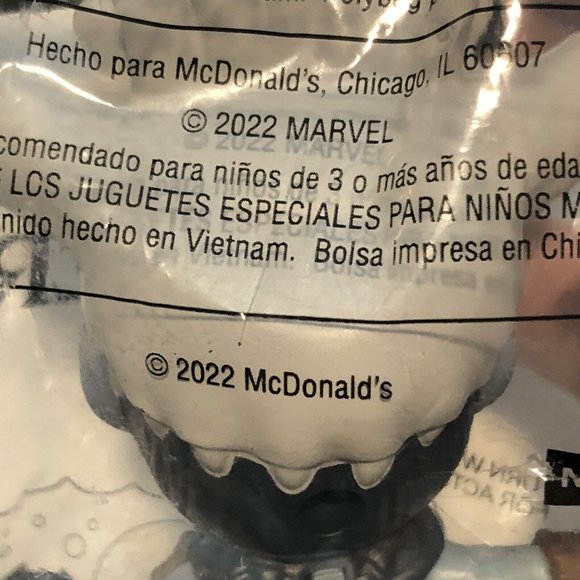 Hecho para McDonald's, Chicago, IL 60607
© 2022 MARVEL
comendado para niños de 3 o más años de eda
LOS JUGUETES ESPECIALES PARA NIÑOS M
nido hecho en Vietnam. Bolsa impresa en Chi
© 2022 McDonald's